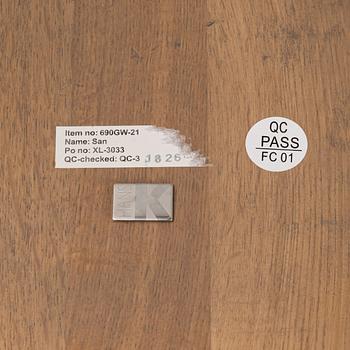 Item no: 690GW-21
Name: San
Po no: XL-3033
QC-checked: QC-3 1826
QC
PASS
FC 01
K